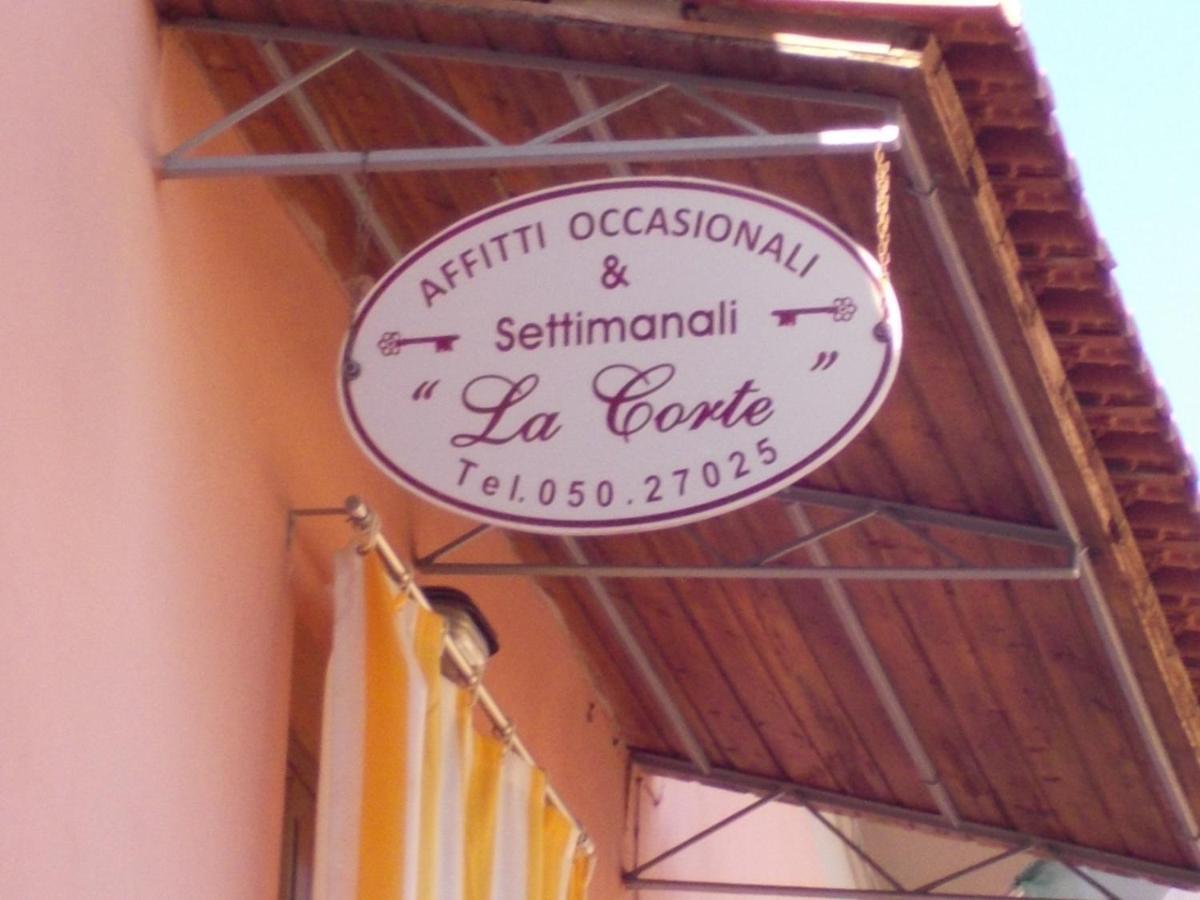 AFFITTI OCCASIONALI
&
Settimanali
“ La Corte ”
Tel. 050.27025